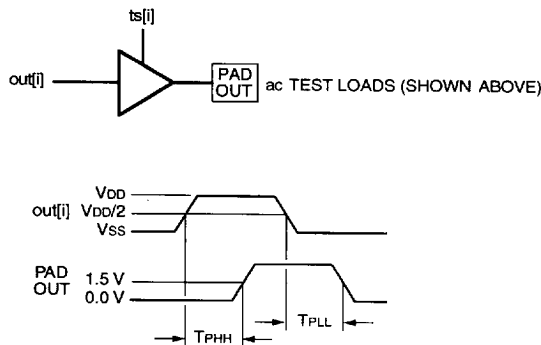 ts[i]
out[i]
PAD OUT
ac TEST LOADS (SHOWN ABOVE)
VDD
out[i] VDD/2
VSS
PAD OUT
1.5 V
0.0 V
TPHH
TPLL